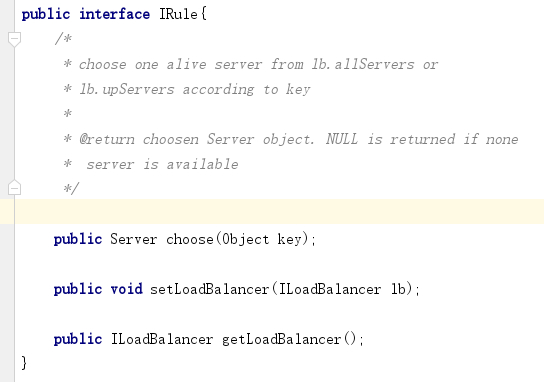 public interface IRule{
/*
* choose one alive server from lb.allServers or
* lb.upServers according to key
*
* @return choosen Server object. NULL is returned if none
*  server is available
*/
public Server choose(Object key);
public void setLoadBalancer(ILoadBalancer lb);
public ILoadBalancer getLoadBalancer();
}